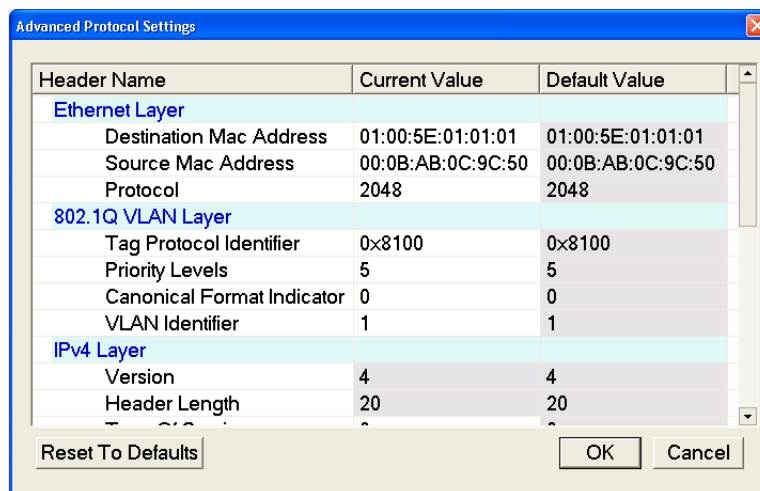 Advanced Protocol Settings
Header Name Current Value Default Value
Ethernet Layer
Destination Mac Address 01:00:5E:01:01:01 01:00:5E:01:01:01
Source Mac Address 00:0B:AB:0C:9C:50 00:0B:AB:0C:9C:50
Protocol 2048 2048
802.1Q VLAN Layer
Tag Protocol Identifier 0x8100 0x8100
Priority Levels 5 5
Canonical Format Indicator 0 0
VLAN Identifier 1 1
IPv4 Layer
Version 4 4
Header Length 20 20
Reset To Defaults OK Cancel